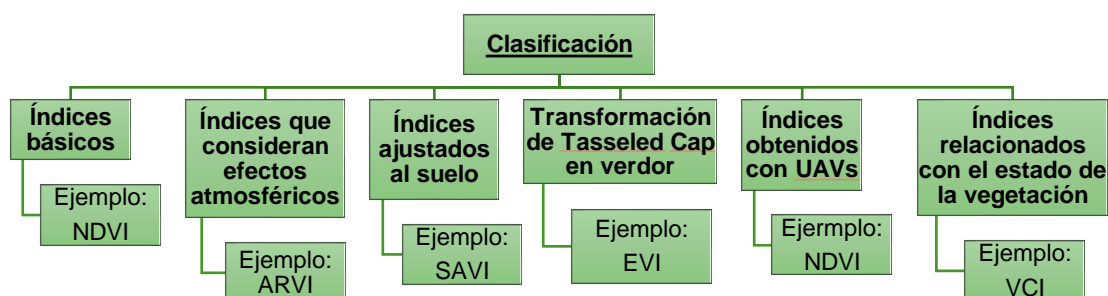 Clasificación
Índices
básicos
Ejemplo:
NDVI
Índices que
consideran
efectos
atmosféricos
Ejemplo:
ARVI
Índices
ajustados
al suelo
Ejemplo:
SAVI
Transformación
de Tasseled Cap
en verdor
Ejemplo:
EVI
Índices
obtenidos
con UAVs
Ejermplo:
NDVI
Índices
relacionados
con el estado de
la vegetación
Ejemplo:
VCI